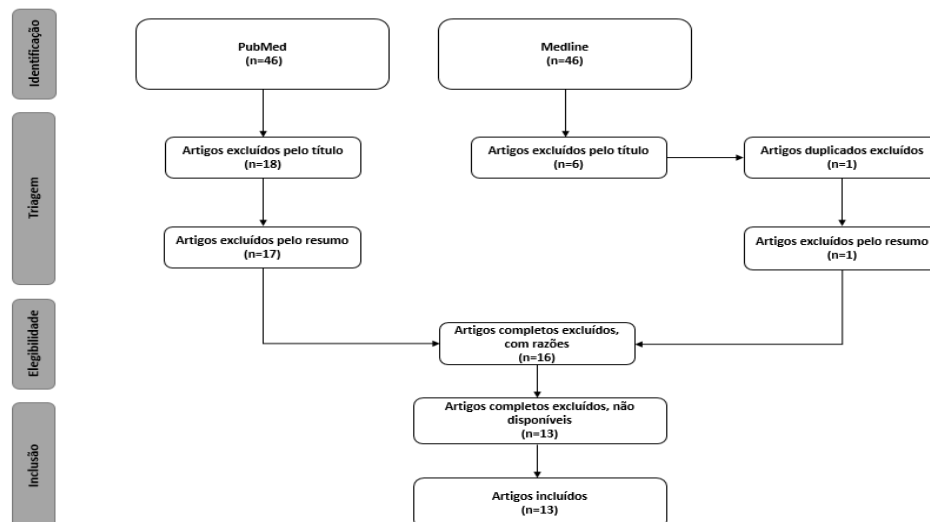 Identificação
PubMed
(n=46)
Medline
(n=46)
Triagem
Artigos excluídos pelo título
(n=18)
Artigos excluídos pelo título
(n=6)
Artigos duplicados excluídos
(n=1)
Artigos excluídos pelo resumo
(n=17)
Artigos excluídos pelo resumo
(n=1)
Elegibilidade
Artigos completos excluídos,
com razões
(n=16)
Inclusão
Artigos completos excluídos, não
disponíveis
(n=13)
Artigos incluídos
(n=13)